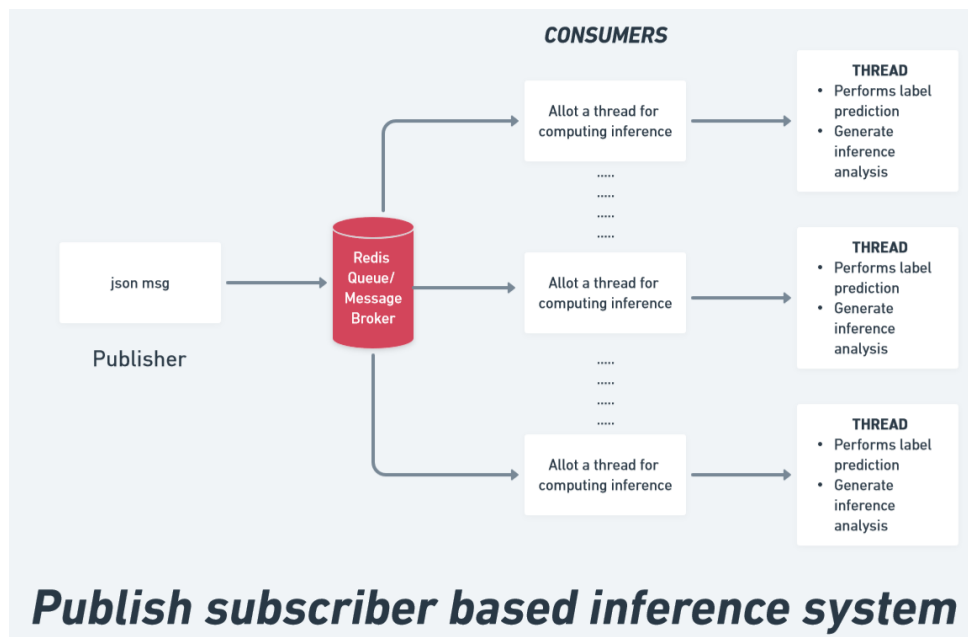 CONSUMERS
Allot a thread for
computing inference
THREAD
• Performs label
prediction
• Generate
inference
analysis
.....
.....
.....
.....
json msg
Publisher
Redis
Queue/
Message
Broker
Allot a thread for
computing inference
THREAD
• Performs label
prediction
• Generate
inference
analysis
.....
.....
.....
.....
Allot a thread for
computing inference
THREAD
• Performs label
prediction
• Generate
inference
analysis
Publish subscriber based inference system